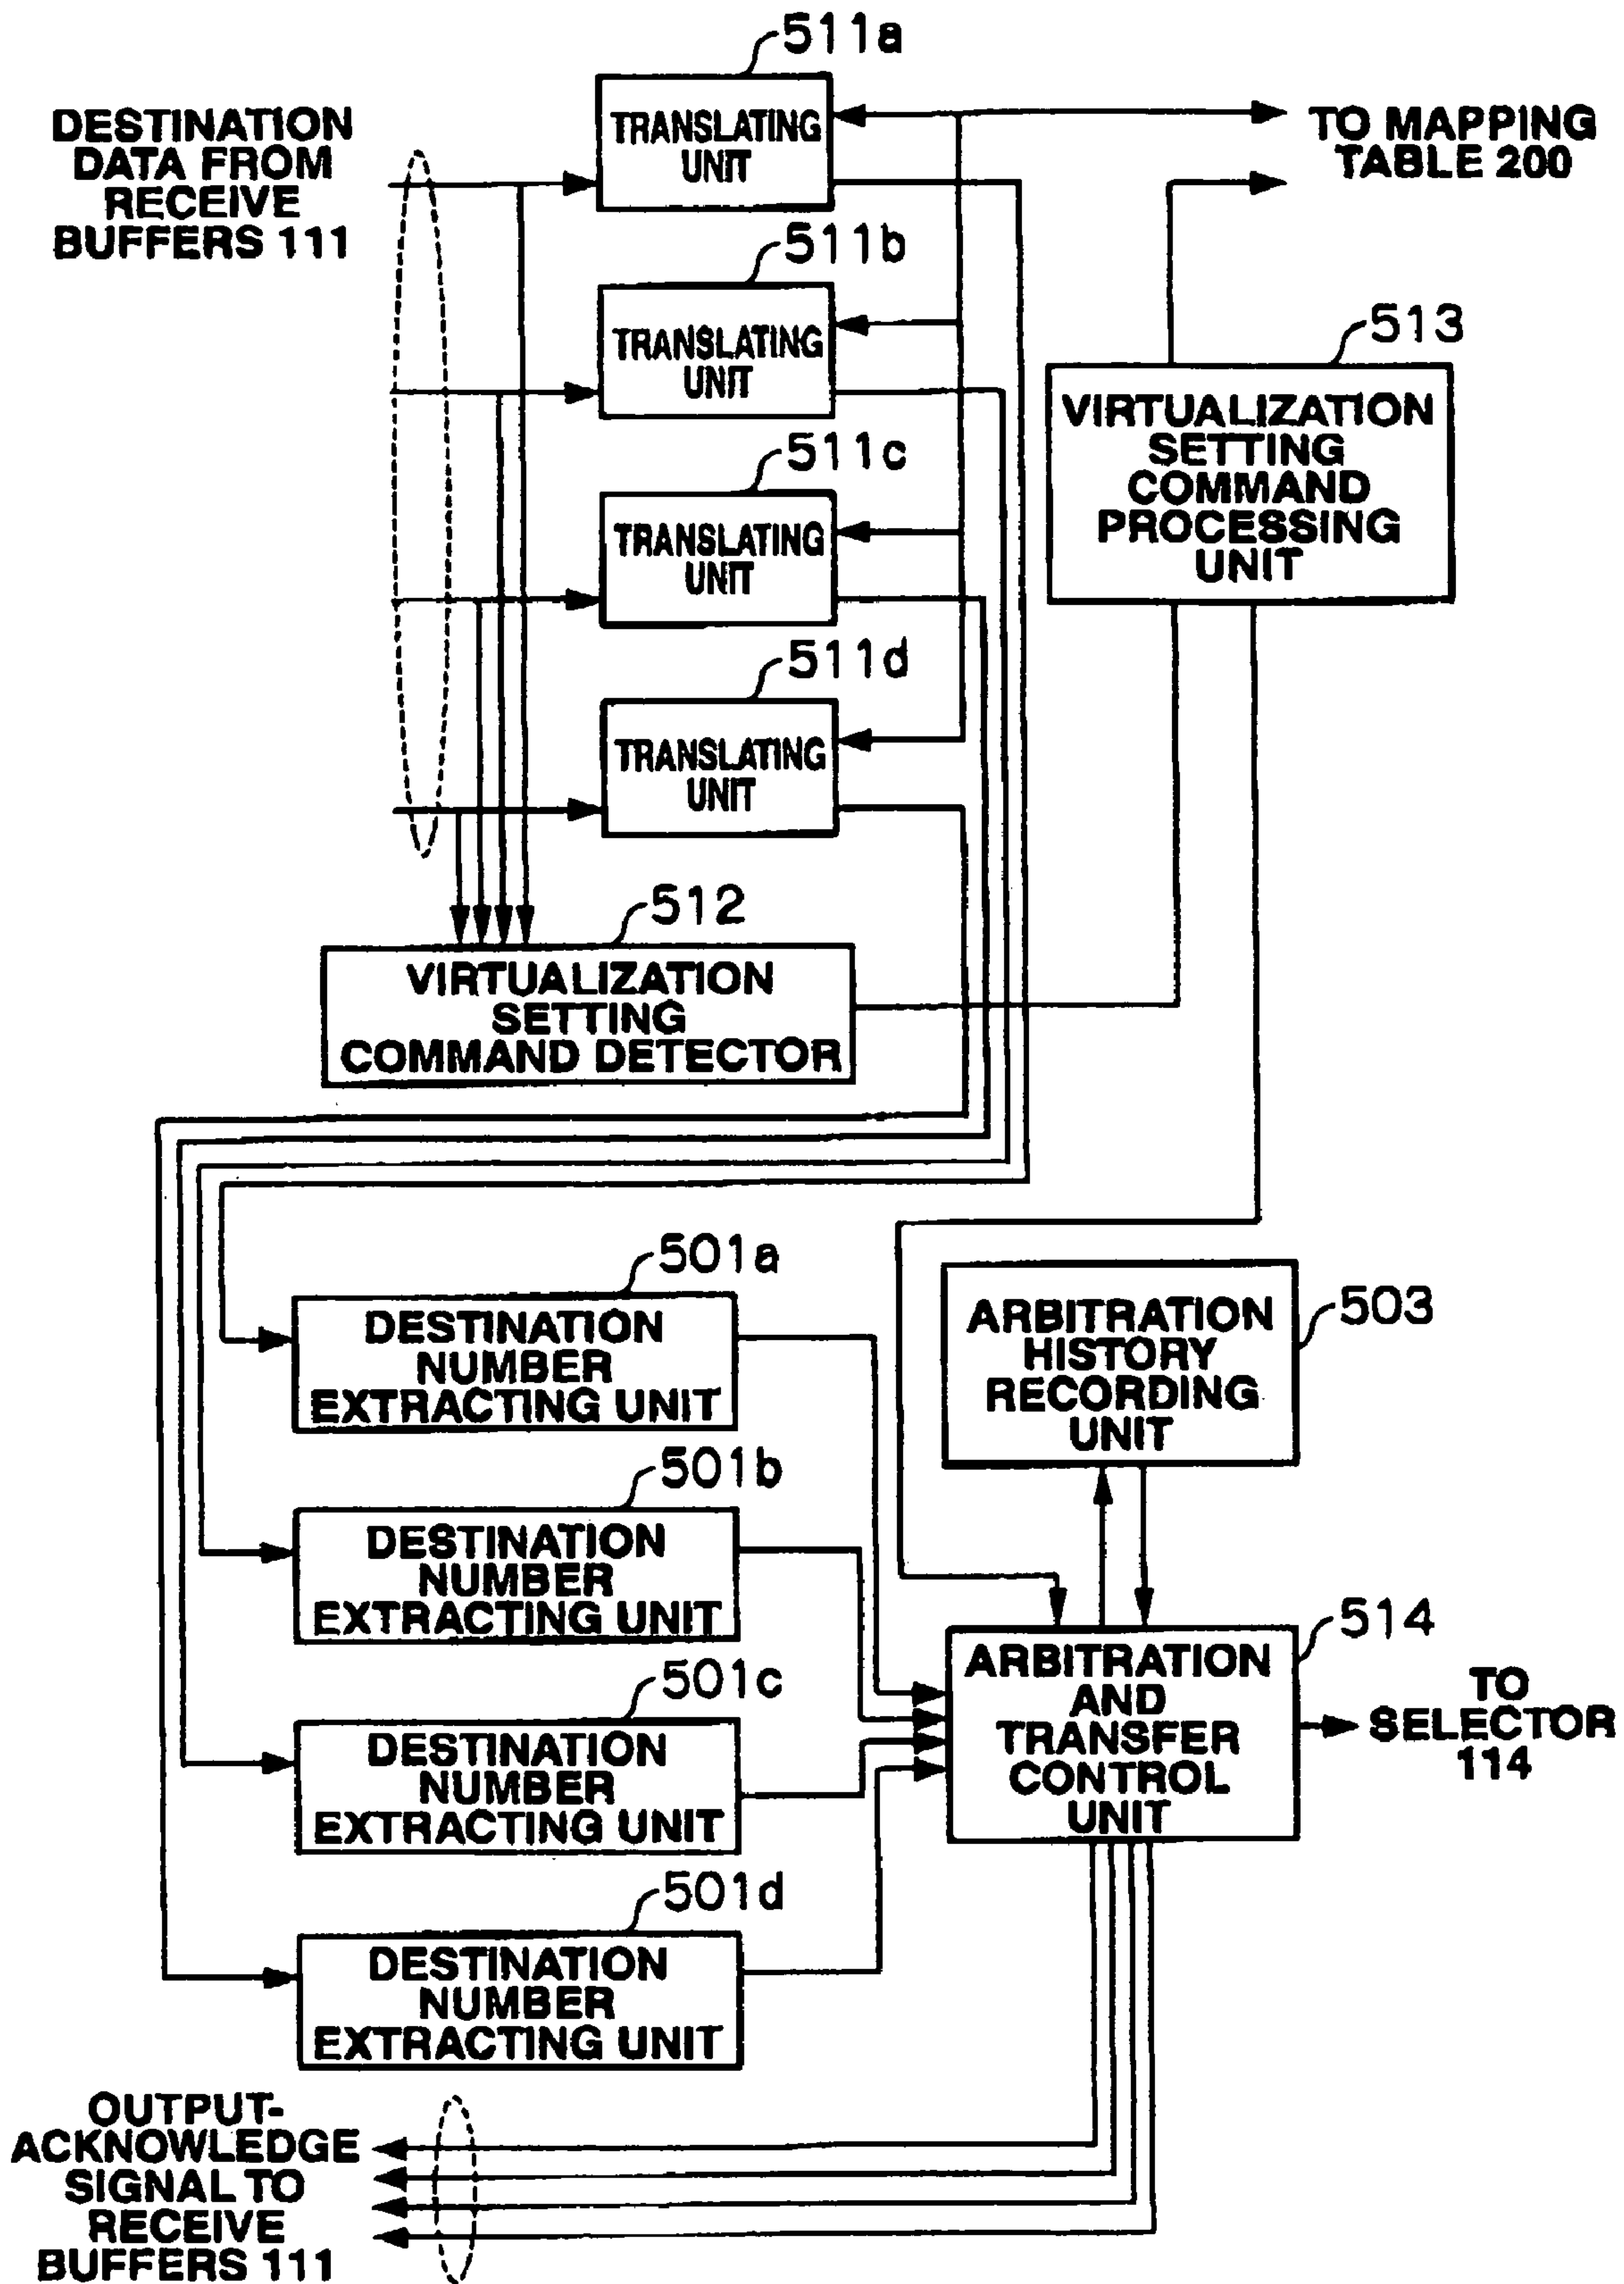 511a
DESTINATION
DATA FROM
RECEIVE
BUFFERS 111
TRANSLATING
UNIT
TO MAPPING
TABLE 200
511b
TRANSLATING
UNIT
513
VIRTUALIZATION
SETTING
COMMAND
PROCESSING
UNIT
511c
TRANSLATING
UNIT
511d
TRANSLATING
UNIT
512
VIRTUALIZATION
SETTING
COMMAND DETECTOR
501a
DESTINATION
NUMBER
EXTRACTING UNIT
503
ARBITRATION
HISTORY
RECORDING
UNIT
501b
DESTINATION
NUMBER
EXTRACTING UNIT
514
ARBITRATION
AND
TRANSFER
CONTROL
UNIT
TO
SELECTOR
114
501c
DESTINATION
NUMBER
EXTRACTING UNIT
501d
DESTINATION
NUMBER
EXTRACTING UNIT
OUTPUT-
ACKNOWLEDGE
SIGNAL TO
RECEIVE
BUFFERS 111